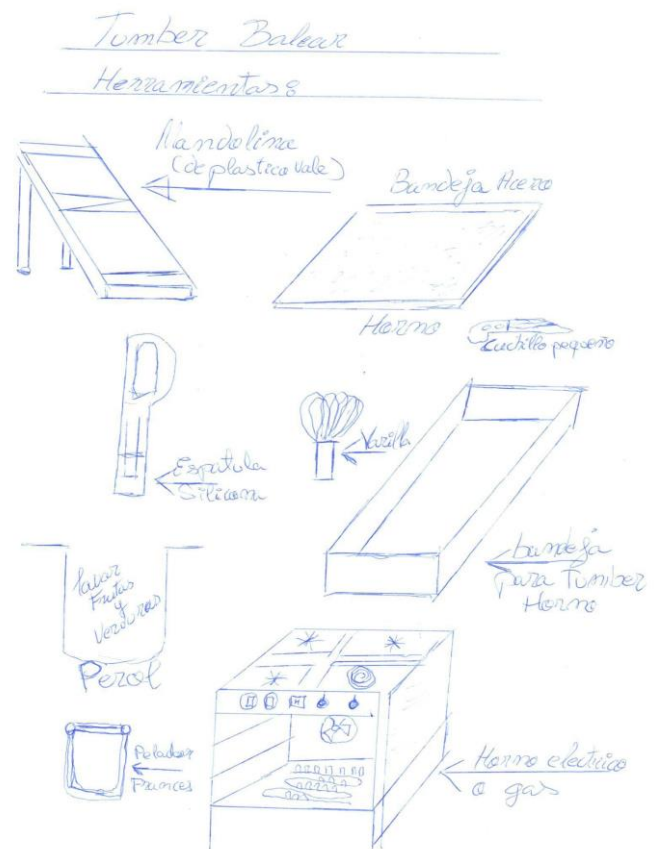 Tumber Balear
Herramientas:
Mandolina
(de plastico vale)
Bandeja Acero
Horno
Cuchillo pequeño
Espatula
Silicona
Varilla
bandeja
para Tumber
Horno
lavar
Frutas
y
Verduras
Perol
Pelador
Frances
Horno electrico
o gas